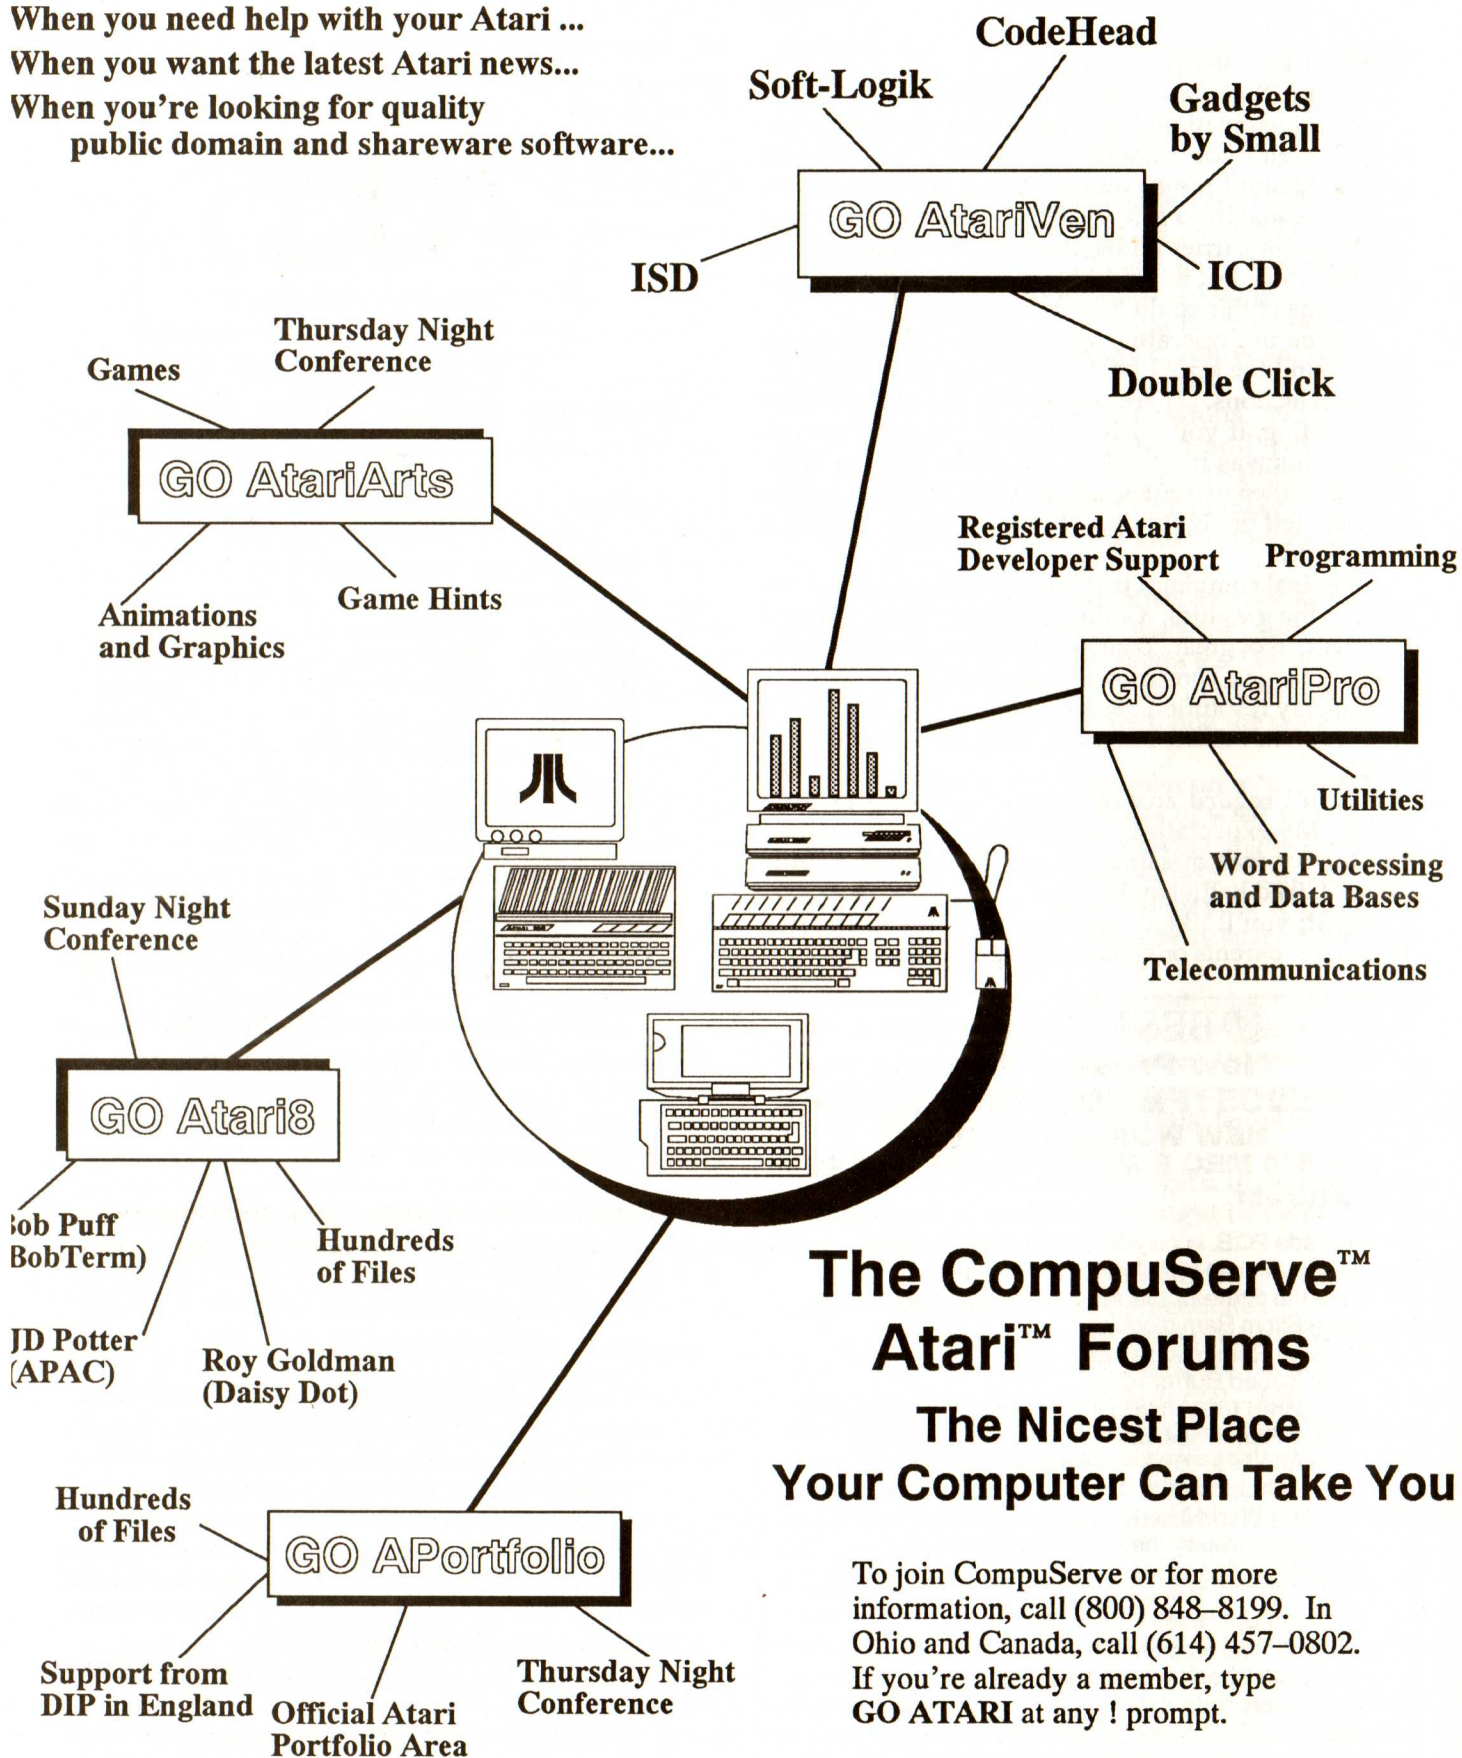 When you need help with your Atari ...
When you want the latest Atari news...
When you're looking for quality
public domain and shareware software...
CodeHead
Soft-Logik
Gadgets
by Small
GO AtariVen
ISD
ICD
Double Click
Thursday Night
Conference
Games
GO AtariArts
Game Hints
Animations
and Graphics
Registered Atari
Developer Support
Programming
GO AtariPro
Utilities
Word Processing
and Data Bases
Telecommunications
Sunday Night
Conference
GO Atari8
Puff
BobTerm)
Hundreds
of Files
JD Potter
(APAC)
Roy Goldman
(Daisy Dot)
The CompuServe™
Atari™ Forums
The Nicest Place
Your Computer Can Take You
Hundreds
of Files
GO APortfolio
Support from
DIP in England
Official Atari
Portfolio Area
Thursday Night
Conference
To join CompuServe or for more
information, call (800) 848–8199. In
Ohio and Canada, call (614) 457–0802.
If you're already a member, type
GO ATARI at any ! prompt.